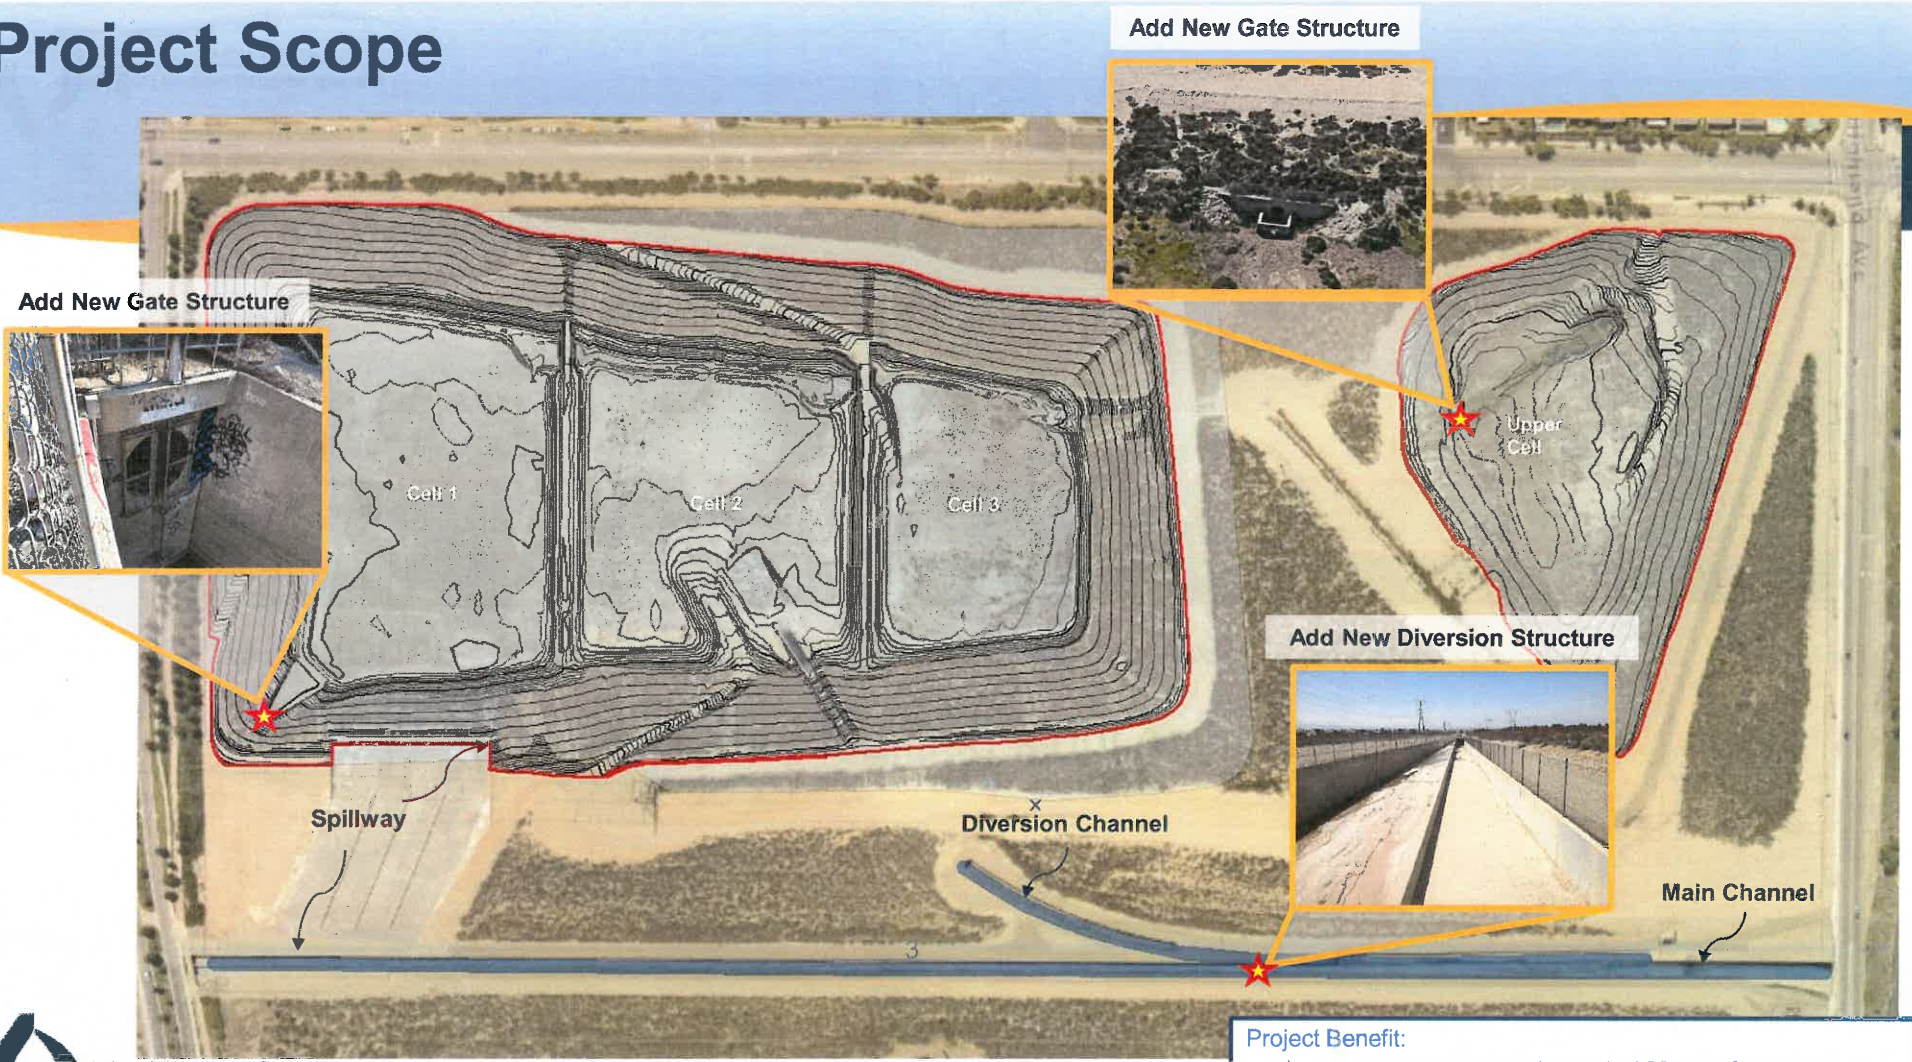 Project Scope
Add New Gate Structure
Add New Gate Structure
Cell 1
Cell 2
Cell 3
Upper
Cell
Add New Diversion Structure
Spillway
Diversion Channel
Main Channel
3
Project Benefit: